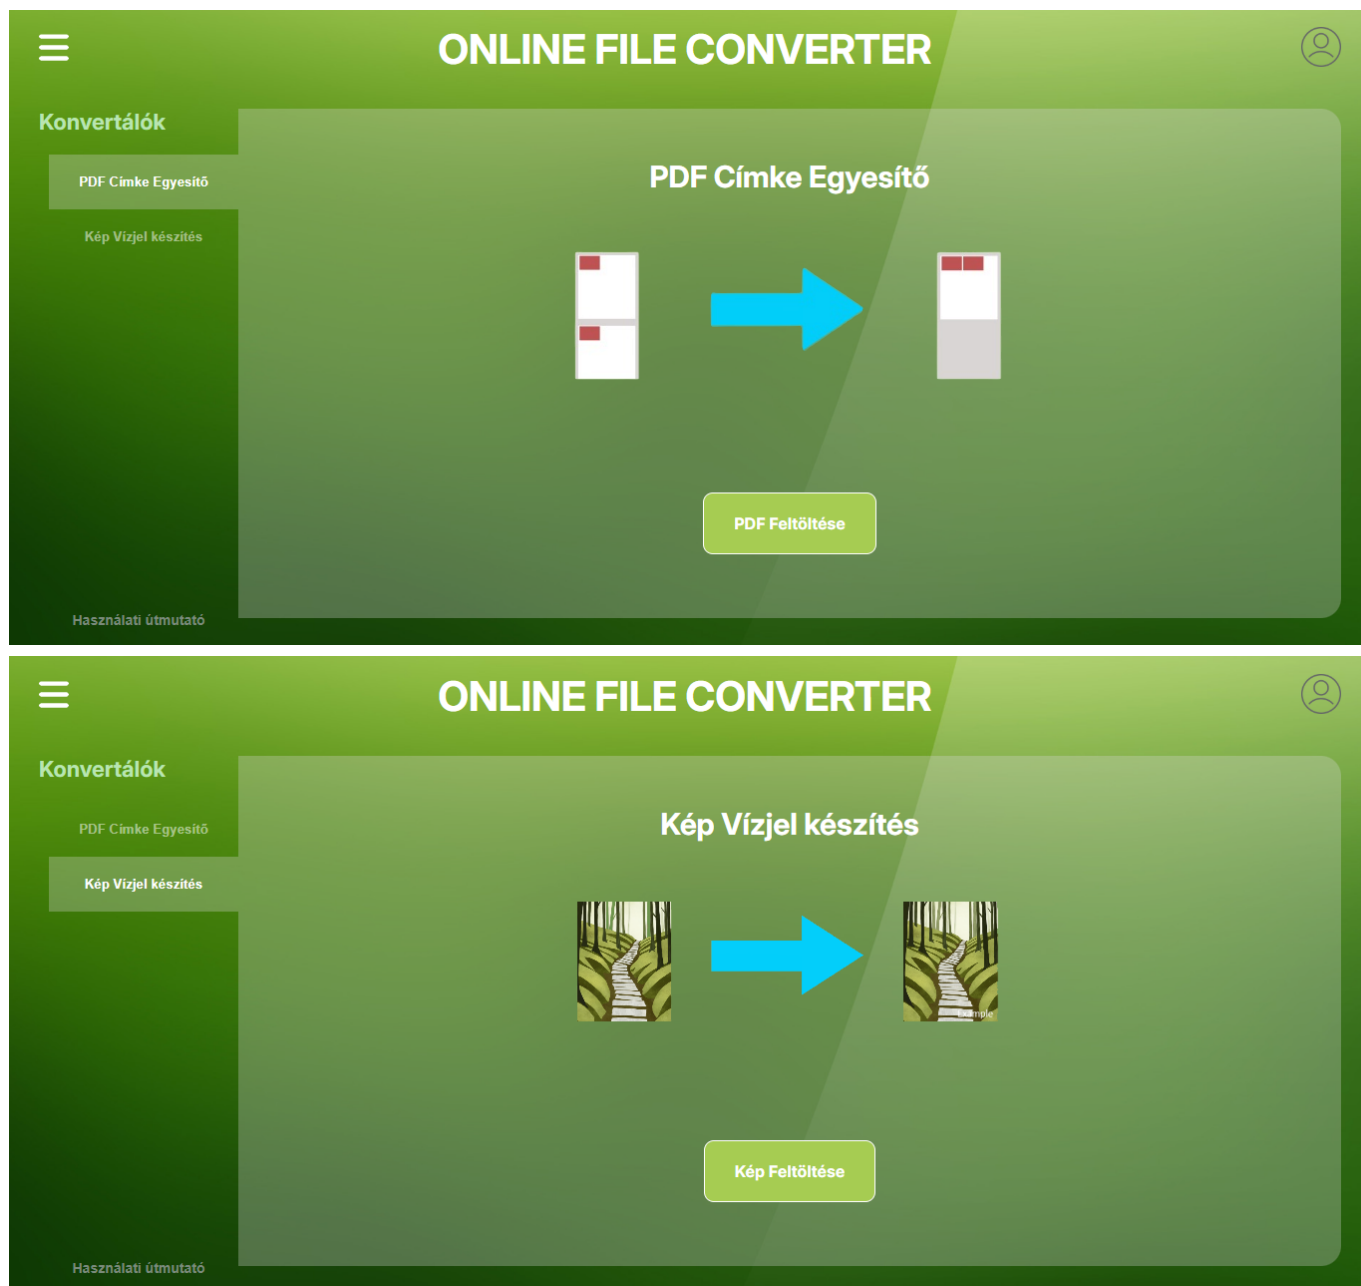 ONLINE FILE CONVERTER
Konvertálók
PDF Címke Egyesítő
Kép Vízjel készítés
Használati útmutató
PDF Címke Egyesítő
PDF Feltöltése
ONLINE FILE CONVERTER
Konvertálók
PDF Címke Egyesítő
Kép Vízjel készítés
Használati útmutató
Kép Vízjel készítés
Example
Kép Feltöltése